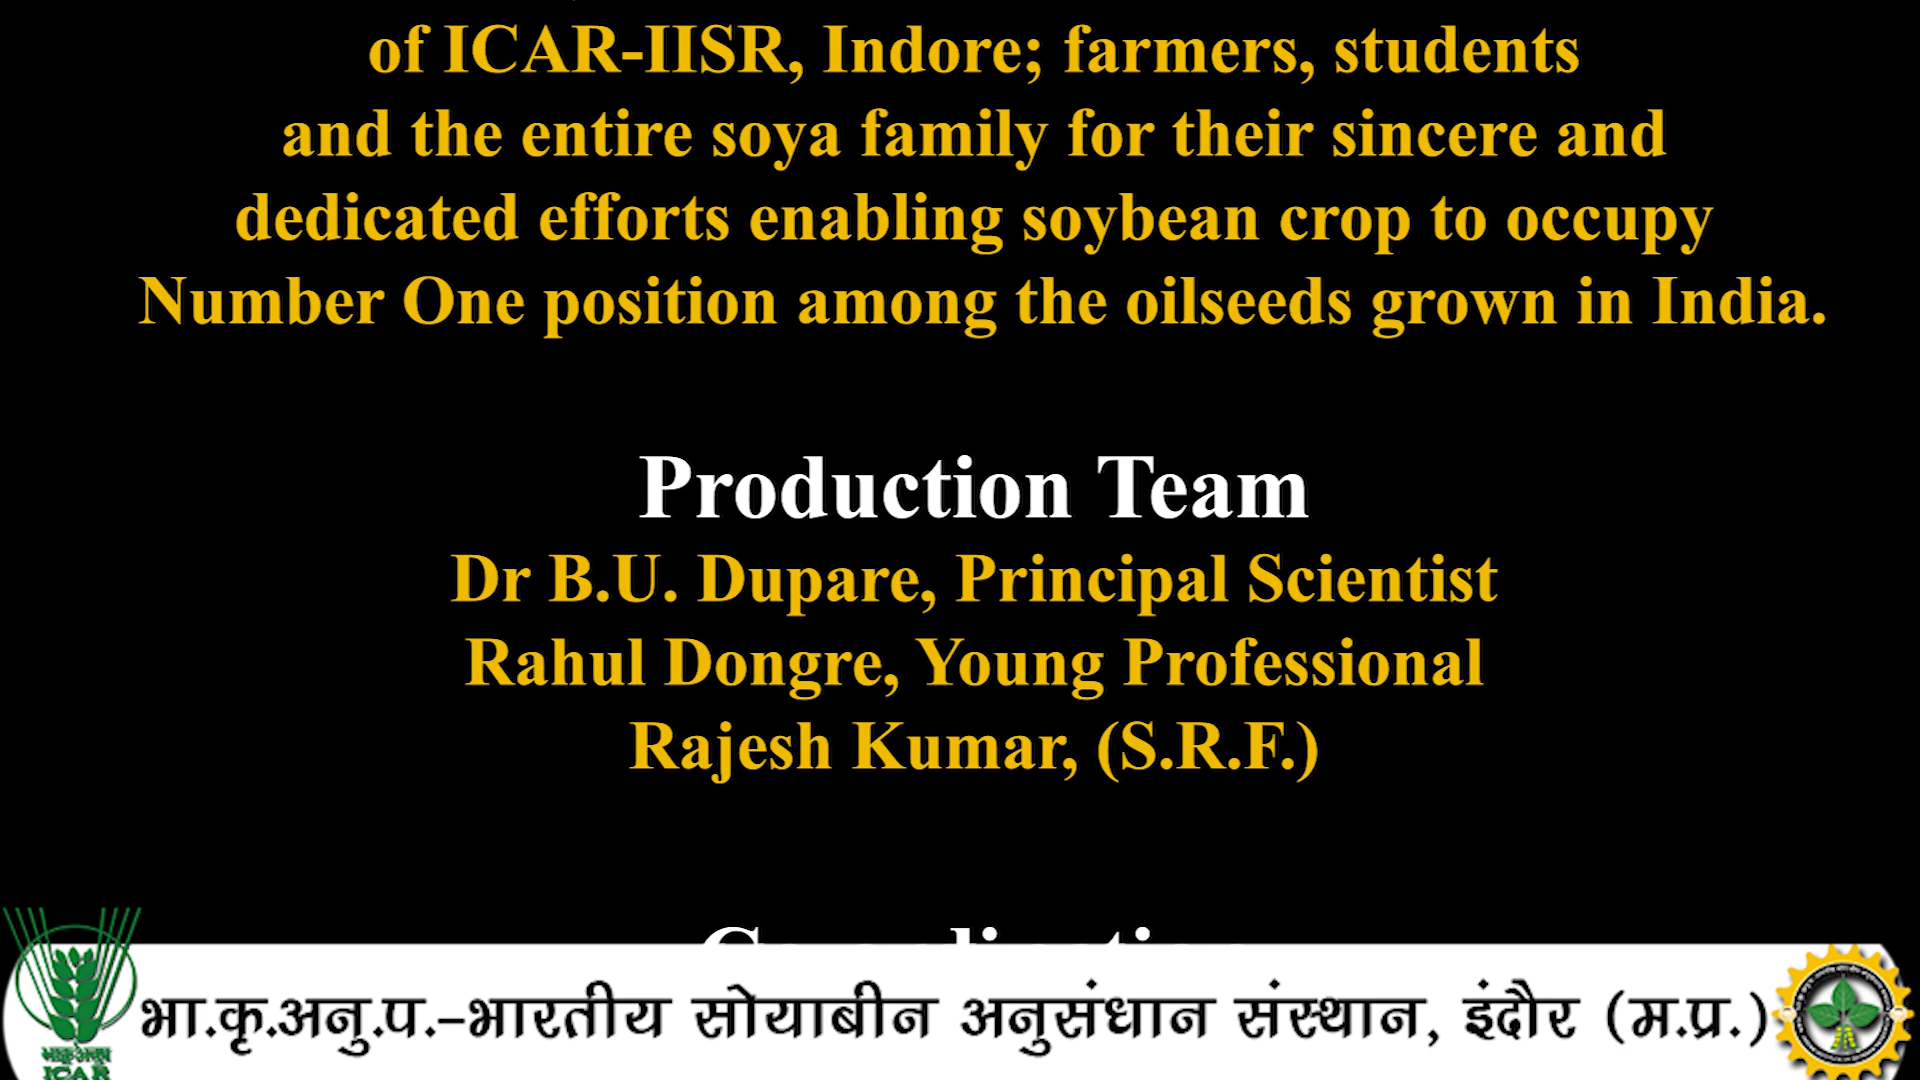 of ICAR-IISR, Indore; farmers, students
and the entire soya family for their sincere and
dedicated efforts enabling soybean crop to occupy
Number One position among the oilseeds grown in India.
Production Team
Dr B.U. Dupare, Principal Scientist
Rahul Dongre, Young Professional
Rajesh Kumar, (S.R.F.)
भा.कृ.अनु.प.-भारतीय सोयाबीन अनुसंधान संस्थान, इंदौर (म.प्र.)
भाकृअनुप
ICAR